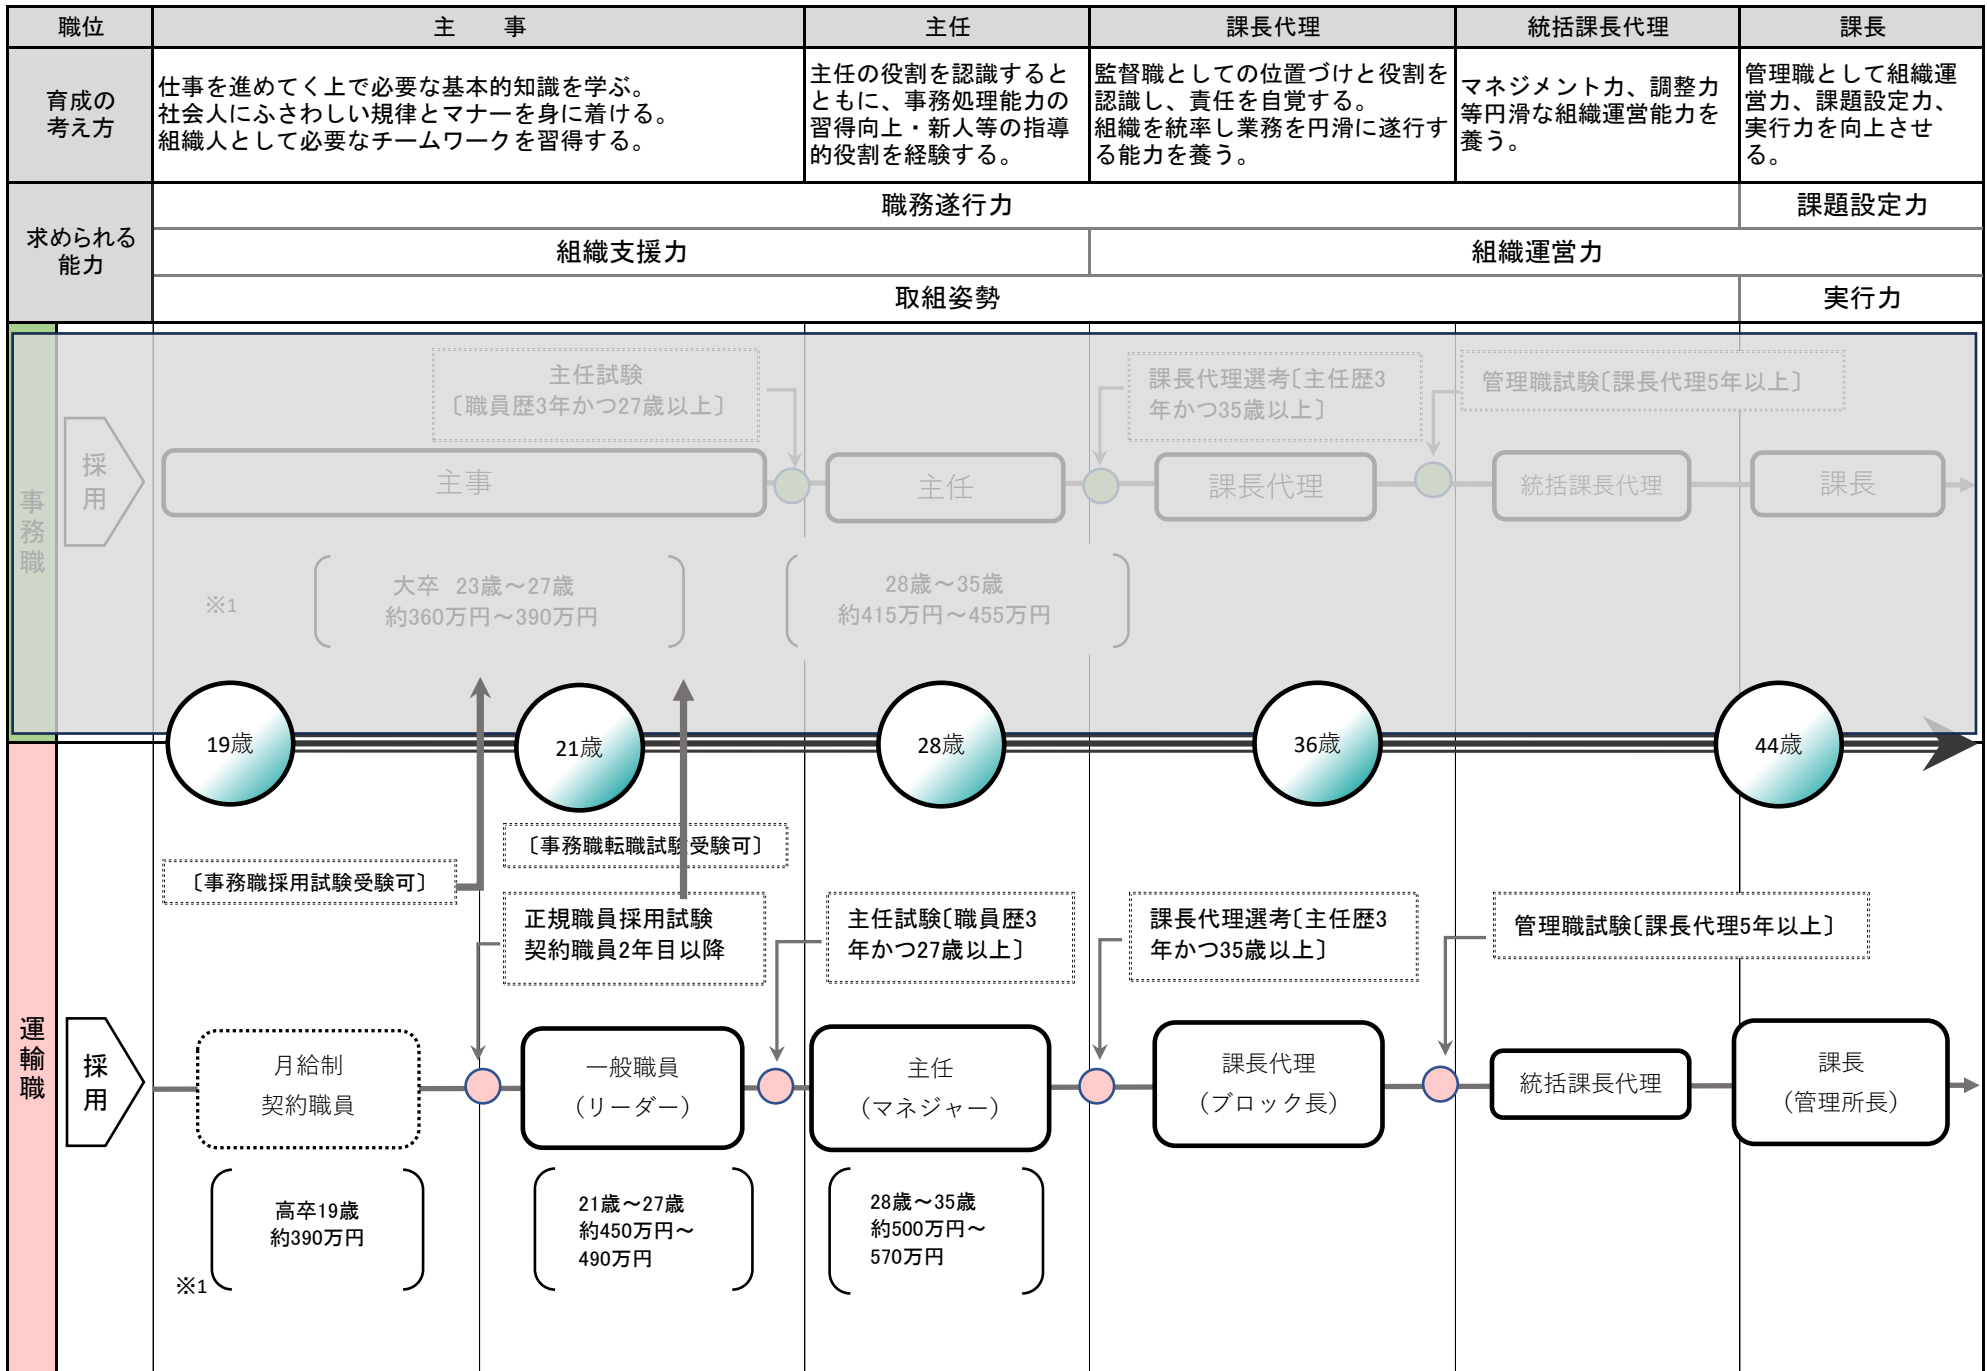 職位
主　事
主任
課長代理
統括課長代理
課長
育成の
考え方
仕事を進めてく上で必要な基本的知識を学ぶ。
社会人にふさわしい規律とマナーを身に着ける。
組織人として必要なチームワークを習得する。
主任の役割を認識すると
ともに、事務処理能力の
習得向上・新人等の指導
的役割を経験する。
監督職としての位置づけと役割を
認識し、責任を自覚する。
組織を統率し業務を円滑に遂行す
る能力を養う。
マネジメント力、調整力
等円滑な組織運営能力を
養う。
管理職として組織運
営力、課題設定力、
実行力を向上させ
る。
求められる
能力
職務遂行力
課題設定力
組織支援力
組織運営力
取組姿勢
実行力
事務職
採用
主任試験
〔職員歴3年かつ27歳以上〕
課長代理選考〔主任歴3
年かつ35歳以上〕
管理職試験〔課長代理5年以上〕
主事
主任
課長代理
統括課長代理
課長
※1
大卒 23歳～27歳
約360万円～390万円
28歳～35歳
約415万円～455万円
19歳
21歳
28歳
36歳
44歳
運輸職
採用
〔事務職採用試験受験可〕
〔事務職転職試験受験可〕
正規職員採用試験
契約職員2年目以降
主任試験〔職員歴3
年かつ27歳以上〕
課長代理選考〔主任歴3
年かつ35歳以上〕
管理職試験〔課長代理5年以上〕
月給制
契約職員
一般職員
（リーダー）
主任
（マネジャー）
課長代理
（ブロック長）
統括課長代理
課長
（管理所長）
高卒19歳
約390万円
※1
21歳～27歳
約450万円～
490万円
28歳～35歳
約500万円～
570万円